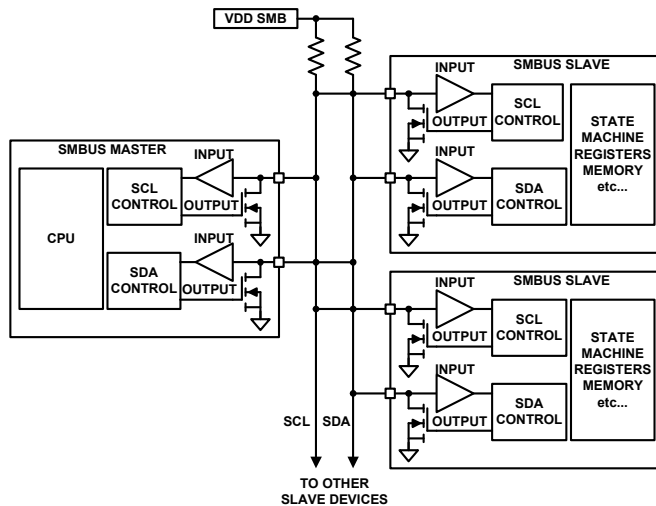 VDD SMB
SMBUS MASTER
CPU
SCL
CONTROL
INPUT
OUTPUT
SDA
CONTROL
INPUT
OUTPUT
SCL
SDA
TO OTHER
SLAVE DEVICES
SMBUS SLAVE
INPUT
OUTPUT
SCL
CONTROL
INPUT
OUTPUT
SDA
CONTROL
STATE
MACHINE
REGISTERS
MEMORY
etc...
SMBUS SLAVE
INPUT
OUTPUT
SCL
CONTROL
INPUT
OUTPUT
SDA
CONTROL
STATE
MACHINE
REGISTERS
MEMORY
etc...